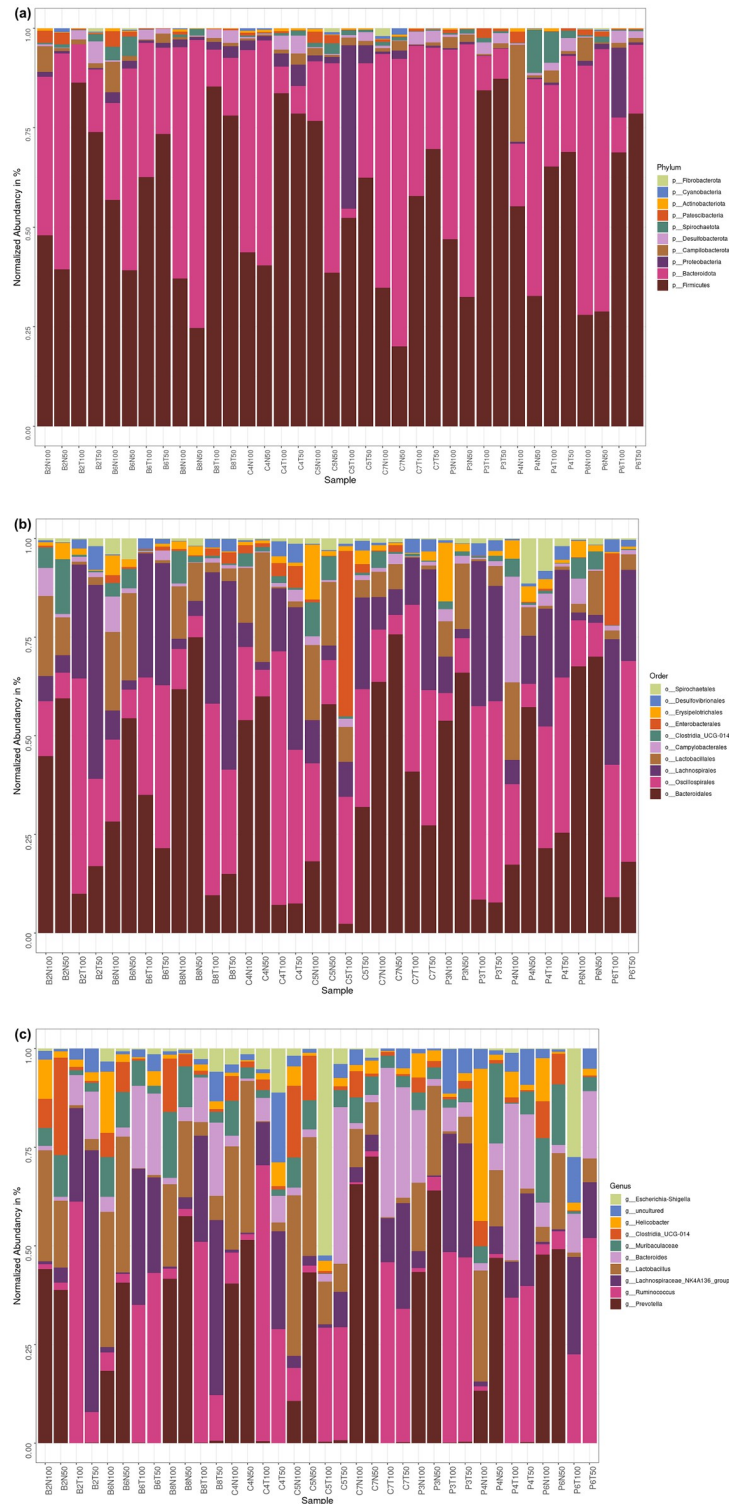 (a)
Normalized Abundancy in %
1.00
0.75
0.50
0.25
0.00
B2N100
B2N50
B2T100
B2T50
B6N100
B6N50
B6T100
B6T50
B8N100
B8N50
B8T100
B8T50
C4N100
C4N50
C4T100
C4T50
C5N100
C5N50
C5T100
C5T50
C7N100
C7N50
C7T100
C7T50
P3N100
P3N50
P3T100
P3T50
P4N100
P4N50
P4T100
P4T50
P6N100
P6N50
P6T100
P6T50
Sample
Phylum
p__Fibrobacterota
p__Cyanobacteria
p__Actinobacteriota
p__Patescibacteria
p__Spirochaetota
p__Desulfobacterota
p__Campilobacterota
p__Proteobacteria
p__Bacteroidota
p__Firmicutes
(b)
Normalized Abundancy in %
1.00
0.75
0.50
0.25
0.00
B2N100
B2N50
B2T100
B2T50
B6N100
B6N50
B6T100
B6T50
B8N100
B8N50
B8T100
B8T50
C4N100
C4N50
C4T100
C4T50
C5N100
C5N50
C5T100
C5T50
C7N100
C7N50
C7T100
C7T50
P3N100
P3N50
P3T100
P3T50
P4N100
P4N50
P4T100
P4T50
P6N100
P6N50
P6T100
P6T50
Sample
Order
o__Spirochaetales
o__Desulfovibrionales
o__Erysipelotrichales
o__Enterobacterales
o__Clostridia_UCG-014
o__Campylobacterales
o__Lactobacillales
o__Lachnospirales
o__Oscillospirales
o__Bacteroidales
(c)
Normalized Abundancy in %
1.00
0.75
0.50
0.25
0.00
B2N100
B2N50
B2T100
B2T50
B6N100
B6N50
B6T100
B6T50
B8N100
B8N50
B8T100
B8T50
C4N100
C4N50
C4T100
C4T50
C5N100
C5N50
C5T100
C5T50
C7N100
C7N50
C7T100
C7T50
P3N100
P3N50
P3T100
P3T50
P4N100
P4N50
P4T100
P4T50
P6N100
P6N50
P6T100
P6T50
Sample
Genus
g__Escherichia-Shigella
g__uncultured
g__Helicobacter
g__Clostridia_UCG-014
g__Muribaculaceae
g__Bacteroides
g__Lactobacillus
g__Lachnospiraceae_NK4A136_group
g__Ruminococcus
g__Prevotella